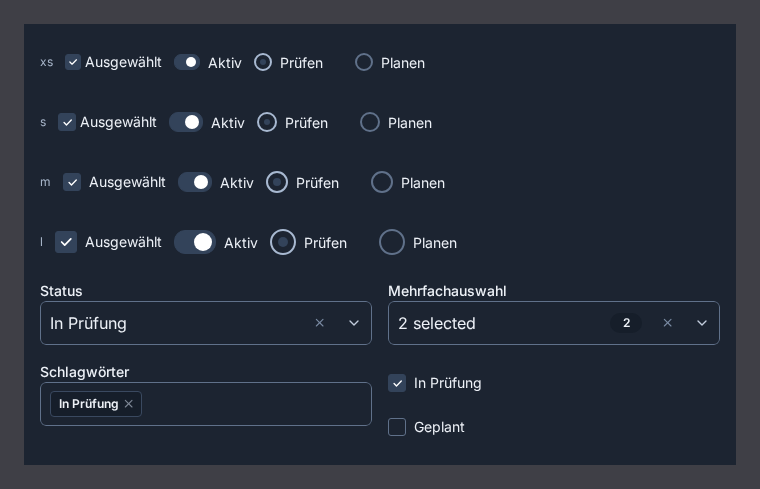 xs Ausgewählt Aktiv Prüfen Planen
s Ausgewählt Aktiv Prüfen Planen
m Ausgewählt Aktiv Prüfen Planen
l Ausgewählt Aktiv Prüfen Planen
Status
In Prüfung
Mehrfachauswahl
2 selected 2
Schlagwörter
In Prüfung
In Prüfung
Geplant